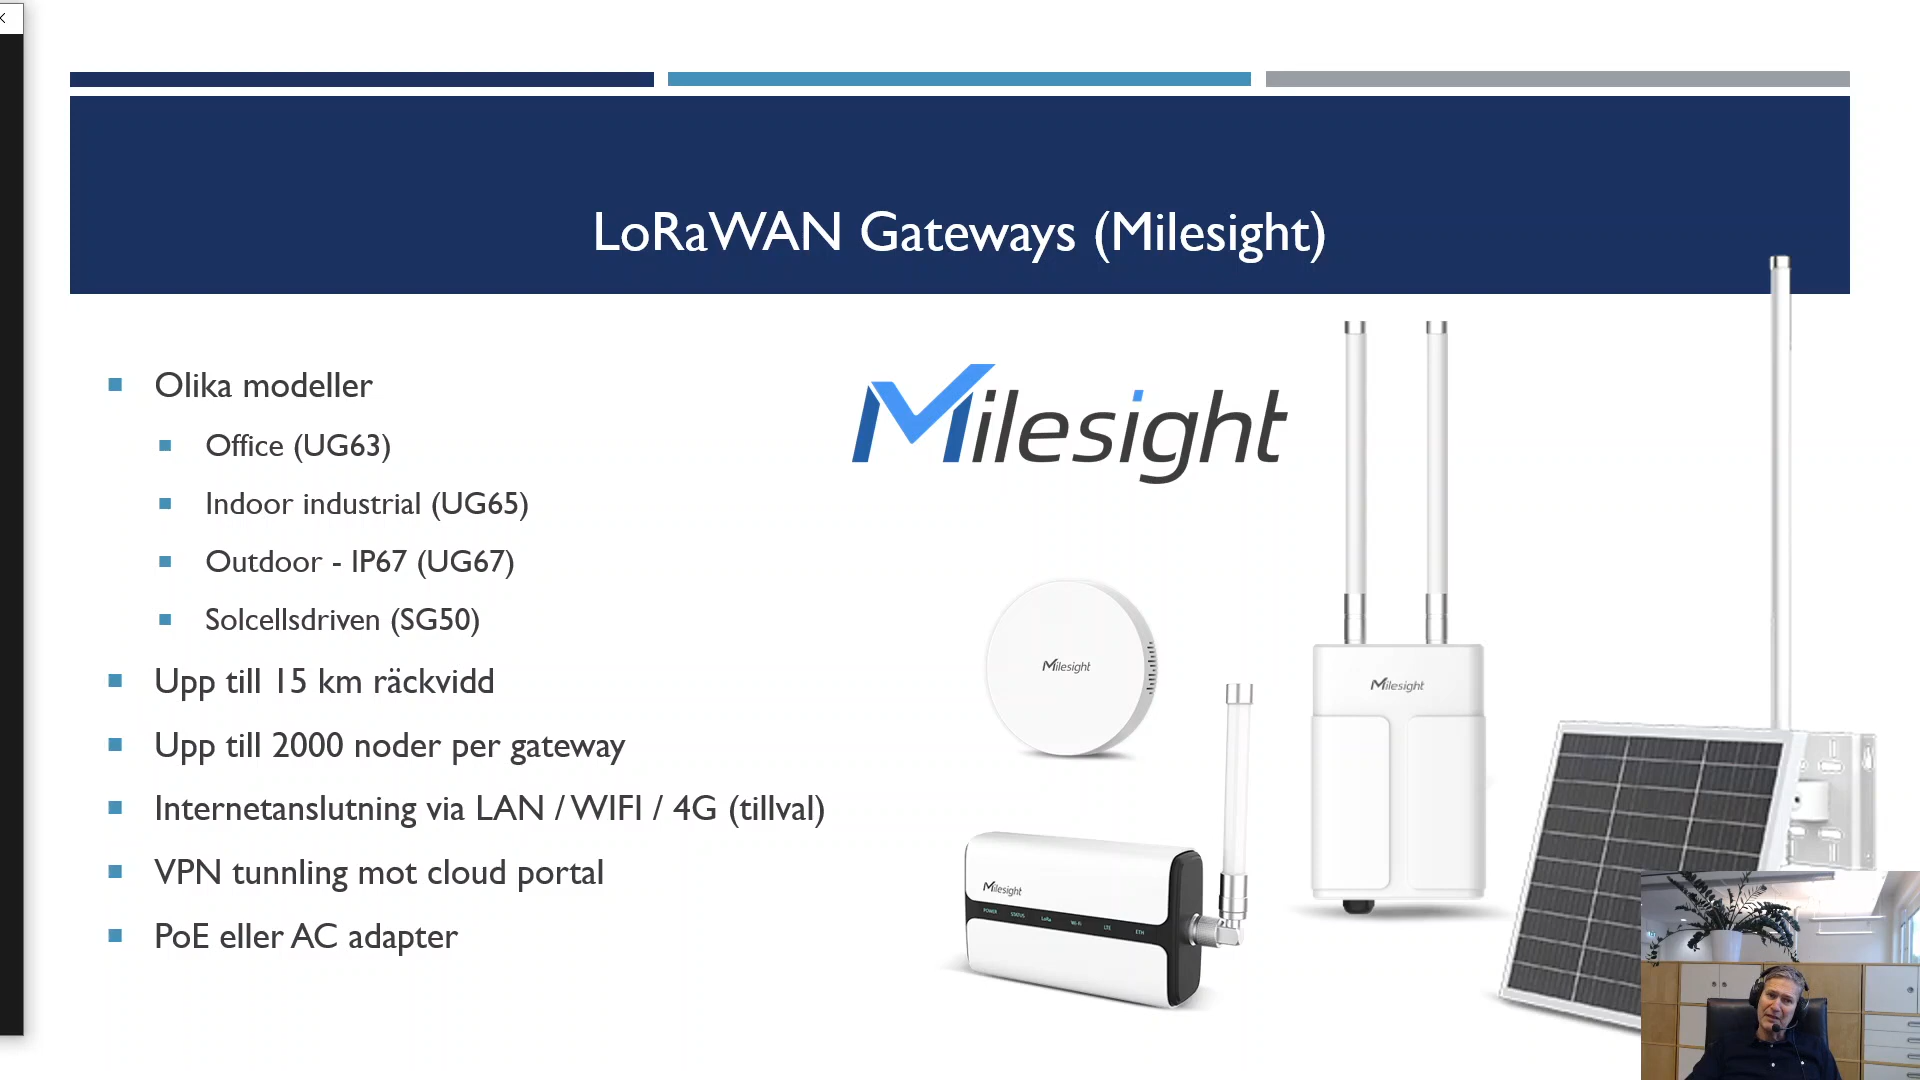 LoRaWAN Gateways (Milesight)
Olika modeller
Office (UG63)
Indoor industrial (UG65)
Outdoor - IP67 (UG67)
Solcellsdriven (SG50)
Upp till 15 km räckvidd
Upp till 2000 noder per gateway
Internetanslutning via LAN / WIFI / 4G (tillval)
VPN tunnling mot cloud portal
PoE eller AC adapter
Milesight
Milesight
Milesight
Milesight
POWER STATUS LoRa Wi-Fi LTE ETH